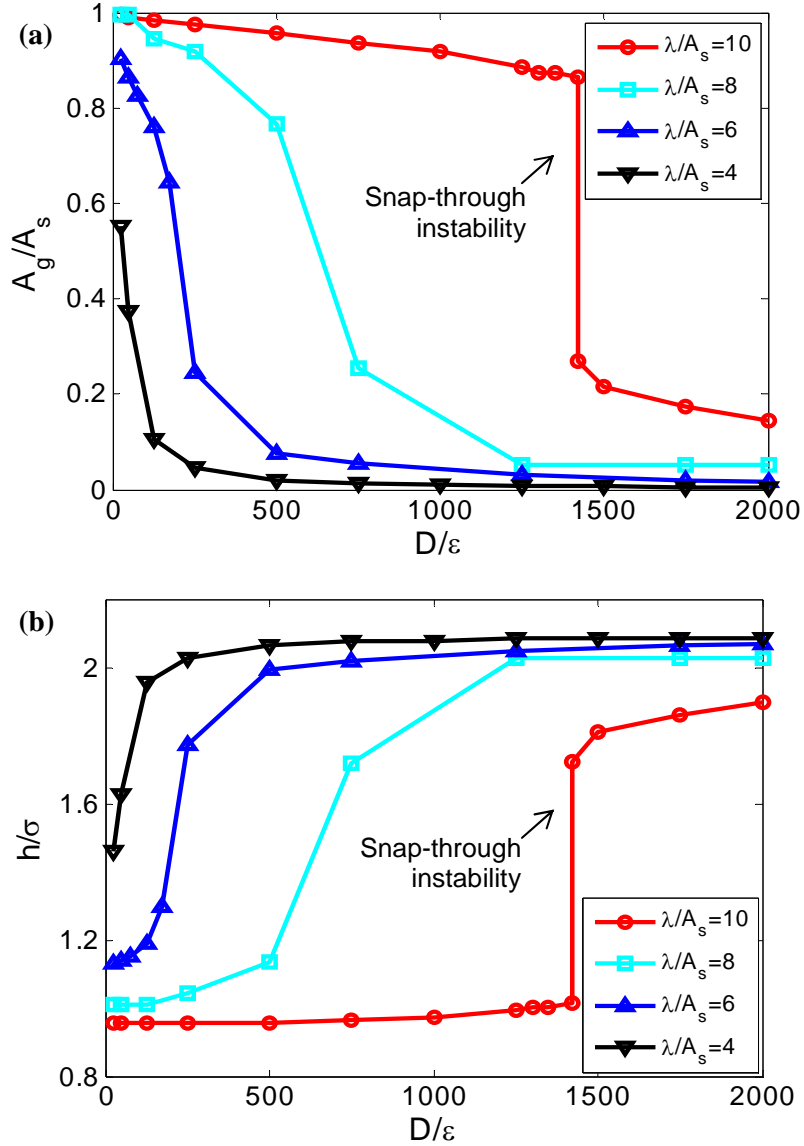 (a)
1
0.8
0.6
0.4
0.2
0
A_g/A_s
λ/A_s=10
λ/A_s=8
λ/A_s=6
λ/A_s=4
Snap-through
instability
0 500 1000 1500 2000
D/ε
(b)
2
1.6
1.2
0.8
h/σ
Snap-through
instability
λ/A_s=10
λ/A_s=8
λ/A_s=6
λ/A_s=4
0 500 1000 1500 2000
D/ε